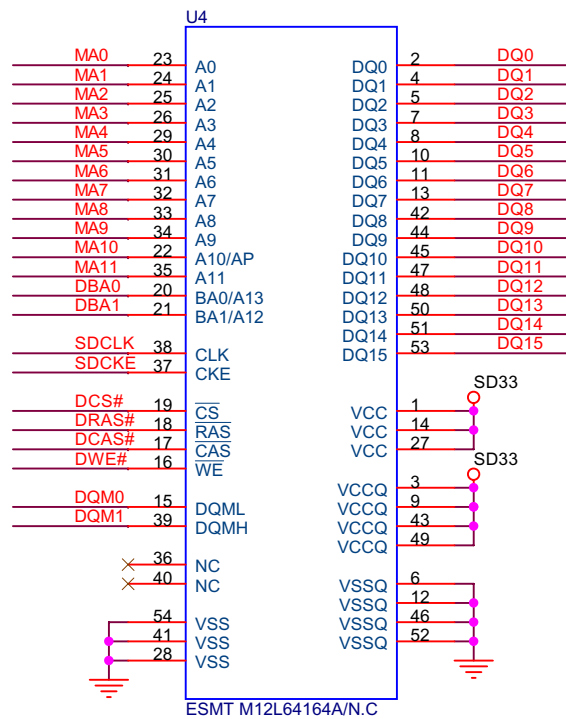 U4
MA0 23 A0 DQ0 2 DQ0
MA1 24 A1 DQ1 4 DQ1
MA2 25 A2 DQ2 5 DQ2
MA3 26 A3 DQ3 7 DQ3
MA4 29 A4 DQ4 8 DQ4
MA5 30 A5 DQ5 10 DQ5
MA6 31 A6 DQ6 11 DQ6
MA7 32 A7 DQ7 13 DQ7
MA8 33 A8 DQ8 42 DQ8
MA9 34 A9 DQ9 44 DQ9
MA10 22 A10/AP DQ10 45 DQ10
MA11 35 A11 DQ11 47 DQ11
DBA0 20 BA0/A13 DQ12 48 DQ12
DBA1 21 BA1/A12 DQ13 50 DQ13
DQ14 51 DQ14
SDCLK 38 CLK DQ15 53 DQ15
SDCKE 37 CKE
SD33
DCS# 19 CS VCC 1
DRAS# 18 RAS VCC 14
DCAS# 17 CAS VCC 27
DWE# 16 WE SD33
VCCQ 3
DQM0 15 DQML VCCQ 9
DQM1 39 DQMH VCCQ 43
VCCQ 49
36 NC
40 NC VSSQ 6
VSSQ 12
54 VSS VSSQ 46
41 VSS VSSQ 52
28 VSS
ESMT M12L64164A/N.C